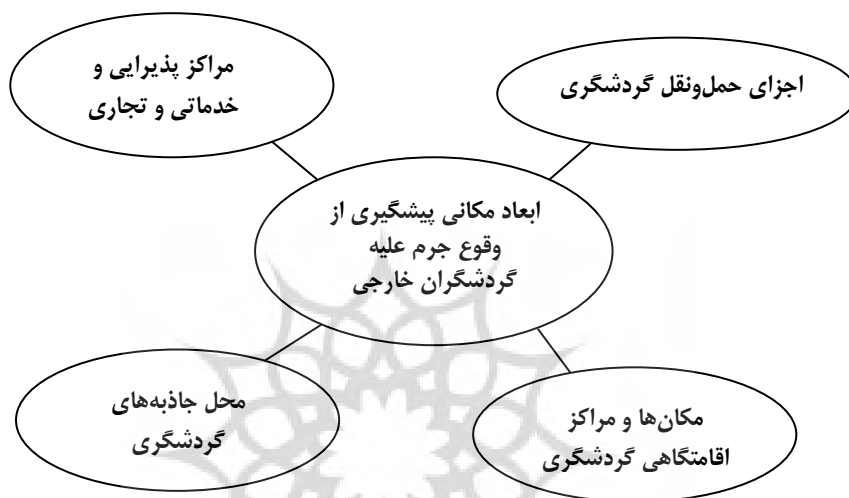 اجزای حمل‌ونقل گردشگری
مراکز پذیرایی و
خدماتی و تجاری
ابعاد مکانی پیشگیری از
وقوع جرم علیه
گردشگران خارجی
مکان‌ها و مراکز
اقامتگاهی گردشگری
محل جاذبه‌های
گردشگری